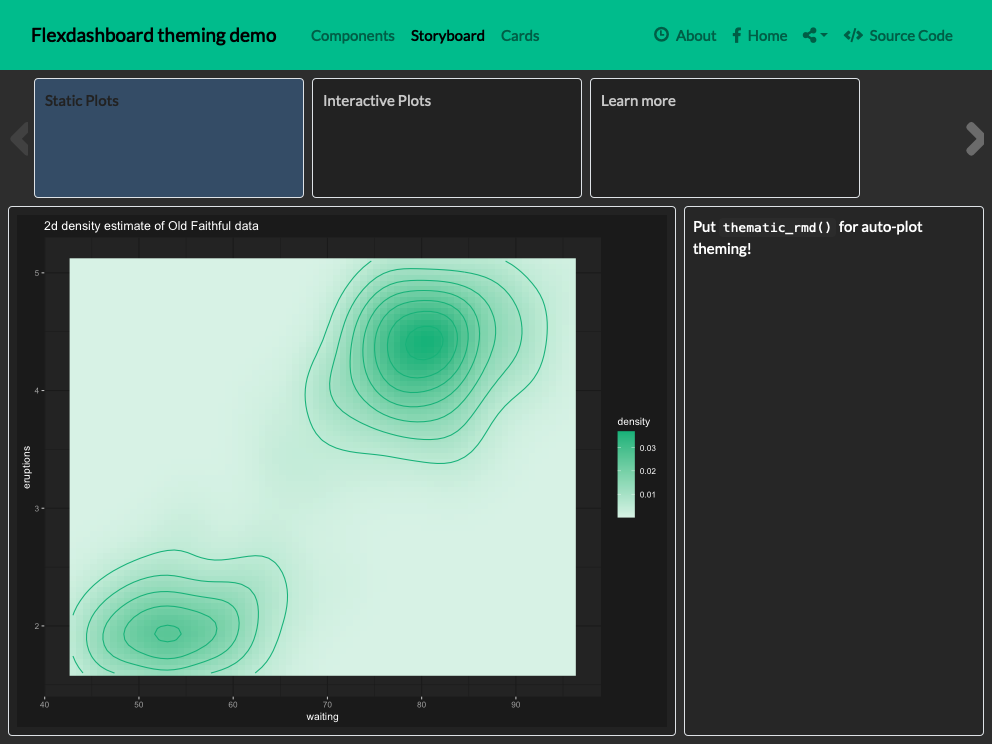 Flexdashboard theming demo
Components Storyboard Cards
About Home Source Code
Static Plots
Interactive Plots
Learn more
2d density estimate of Old Faithful data
5
4
3
2
eruptions
40 50 60 70 80 90
waiting
density
0.03
0.02
0.01
Put thematic_rmd() for auto-plot
theming!